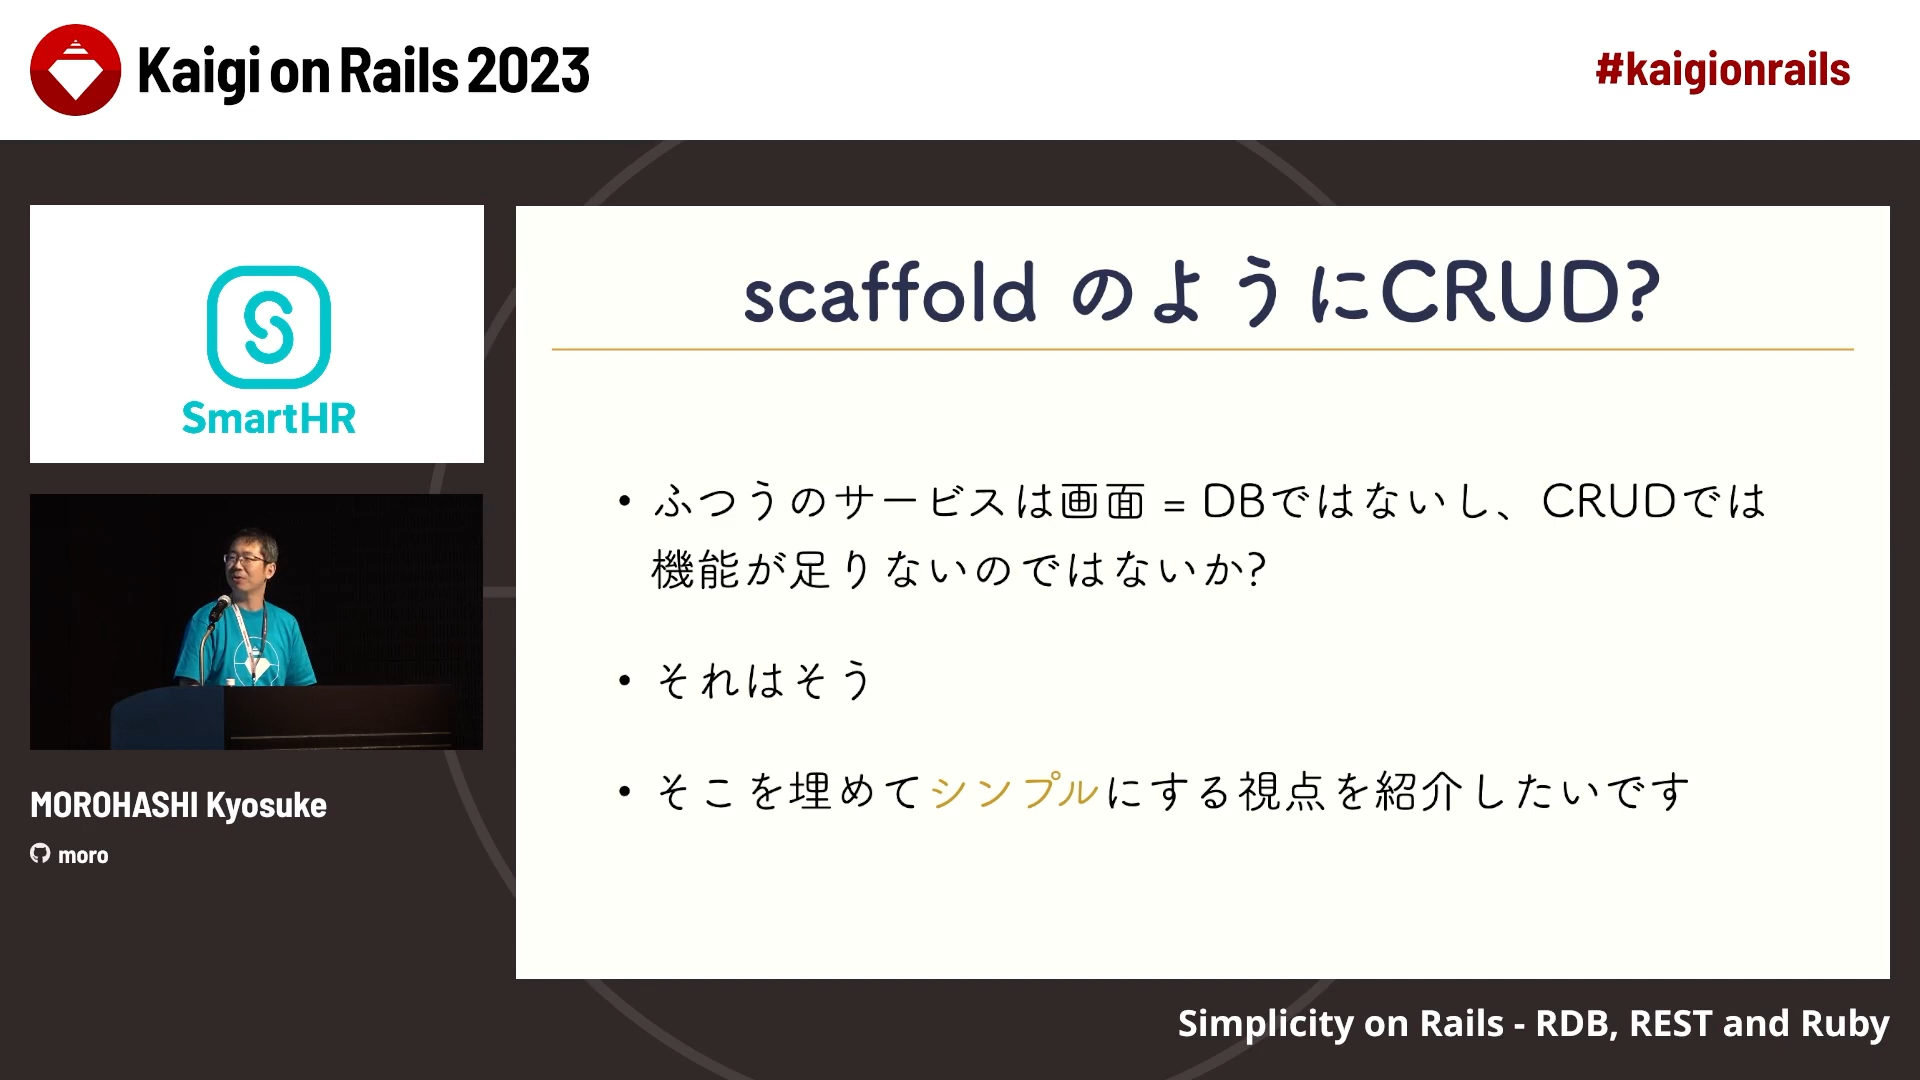 Kaigi on Rails 2023
#kaigionrails
SmartHR
MOROHASHI Kyosuke
moro
scaffold のようにCRUD?
• ふつうのサービスは画面 = DBではないし、CRUDでは
機能が足りないのではないか?
• それはそう
• そこを埋めてシンプルにする視点を紹介したいです
Simplicity on Rails - RDB, REST and Ruby